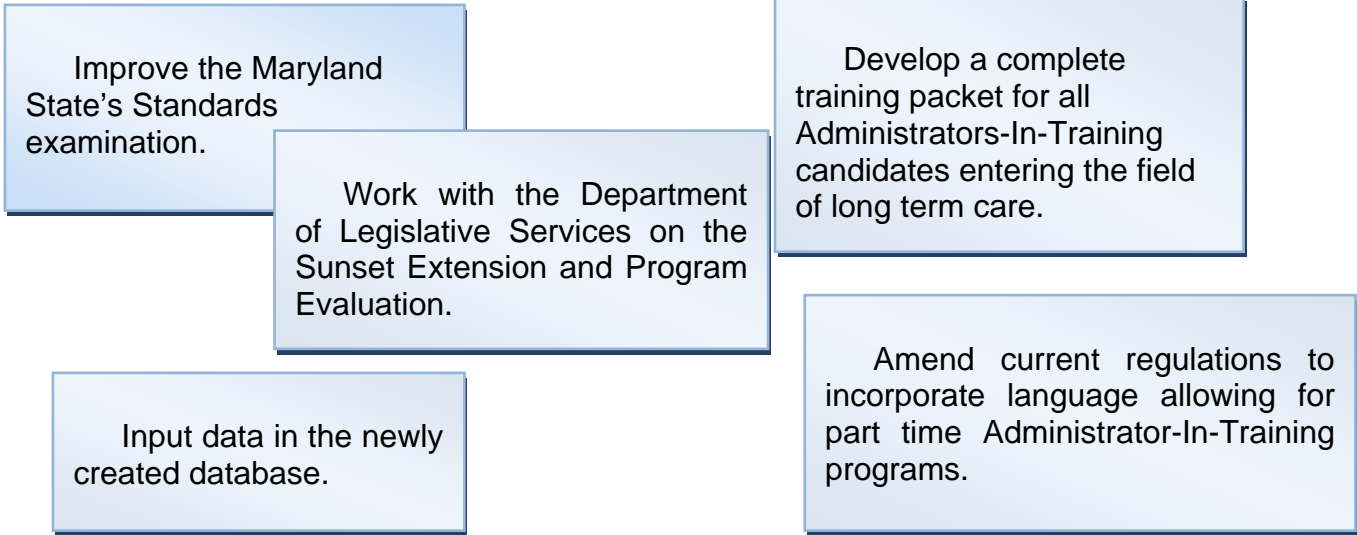 Improve the Maryland
State’s Standards
examination.
Work with the Department
of Legislative Services on the
Sunset Extension and Program
Evaluation.
Develop a complete
training packet for all
Administrators-In-Training
candidates entering the field
of long term care.
Input data in the newly
created database.
Amend current regulations to
incorporate language allowing for
part time Administrator-In-Training
programs.